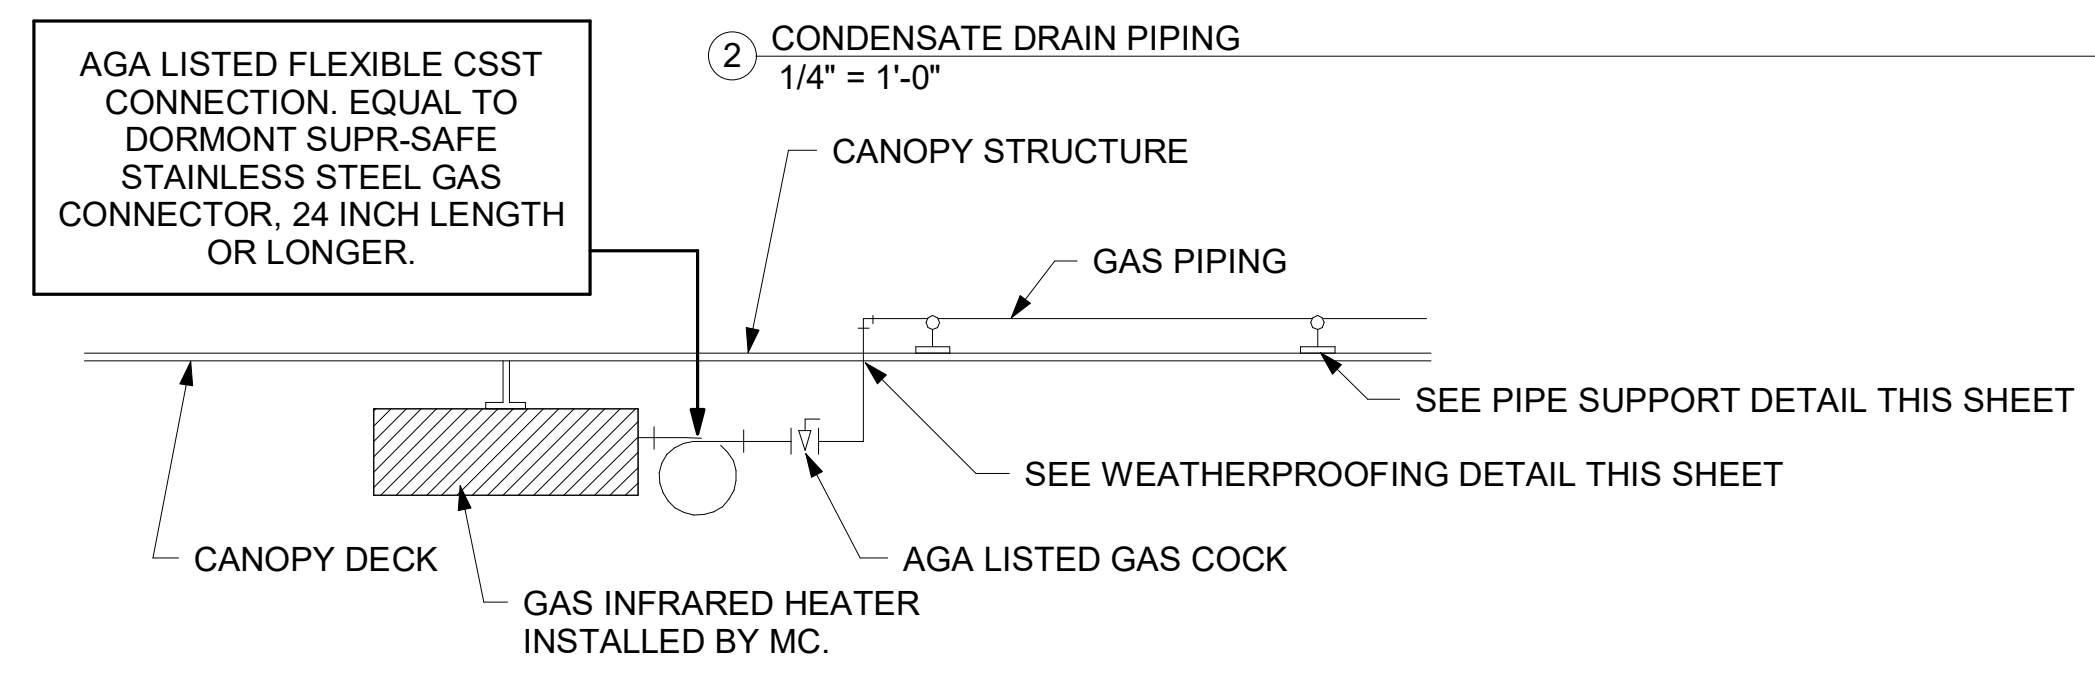 AGA LISTED FLEXIBLE CSST
CONNECTION. EQUAL TO
DORMONT SUPR-SAFE
STAINLESS STEEL GAS
CONNECTOR, 24 INCH LENGTH
OR LONGER.
2
CONDENSATE DRAIN PIPING
1/4" = 1'-0"
CANOPY STRUCTURE
GAS PIPING
SEE PIPE SUPPORT DETAIL THIS SHEET
SEE WEATHERPROOFING DETAIL THIS SHEET
CANOPY DECK
AGA LISTED GAS COCK
GAS INFRARED HEATER
INSTALLED BY MC.